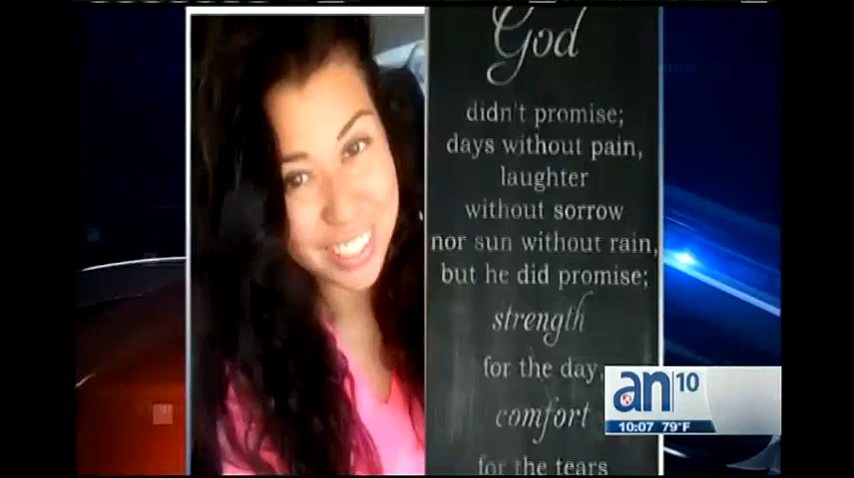 God
didn't promise;
days without pain,
laughter
without sorrow
nor sun without rain,
but he did promise;
strength
for the day,
comfort
for the tears
an 10
10:07 79°F